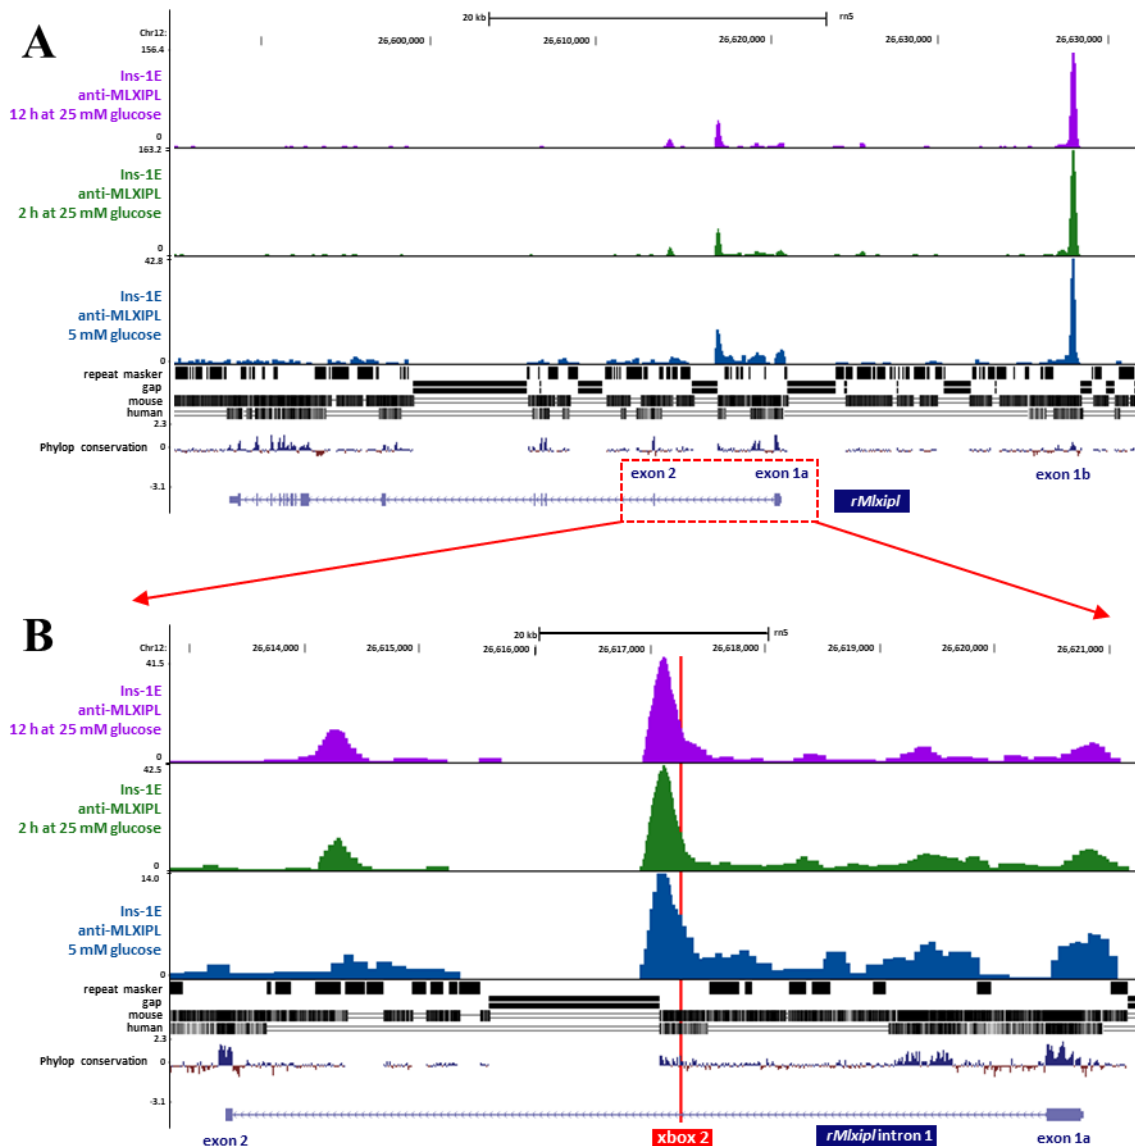 A
20 kb
rn5
Chr12:
26,600,000
26,610,000
26,620,000
26,630,000
26,630,000
156.4
Ins-1E
anti-MLXIPL
12 h at 25 mM glucose
0
163.2
Ins-1E
anti-MLXIPL
2 h at 25 mM glucose
0
42.8
Ins-1E
anti-MLXIPL
5 mM glucose
0
repeat masker
gap
mouse
human
2.3
Phylop conservation
0
-3.1
exon 2
exon 1a
exon 1b
rMlxipl
B
20 kb
rn5
Chr12:
26,614,000
26,615,000
26,616,000
26,617,000
26,618,000
26,619,000
26,620,000
26,621,000
41.5
Ins-1E
anti-MLXIPL
12 h at 25 mM glucose
0
42.5
Ins-1E
anti-MLXIPL
2 h at 25 mM glucose
0
14.0
Ins-1E
anti-MLXIPL
5 mM glucose
0
repeat masker
gap
mouse
human
2.3
Phylop conservation
0
-3.1
exon 2
xbox 2
rMlxipl intron 1
exon 1a